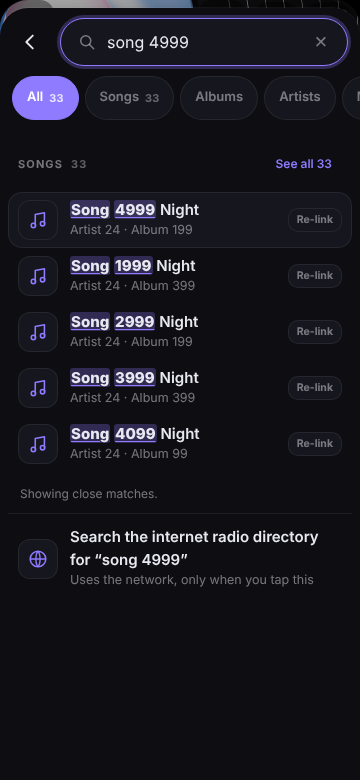 song 4999
All 33
Songs 33
Albums
Artists
SONGS 33
See all 33
Song 4999 Night
Artist 24 · Album 199
Re-link
Song 1999 Night
Artist 24 · Album 399
Re-link
Song 2999 Night
Artist 24 · Album 199
Re-link
Song 3999 Night
Artist 24 · Album 399
Re-link
Song 4099 Night
Artist 24 · Album 99
Re-link
Showing close matches.
Search the internet radio directory
for “song 4999”
Uses the network, only when you tap this